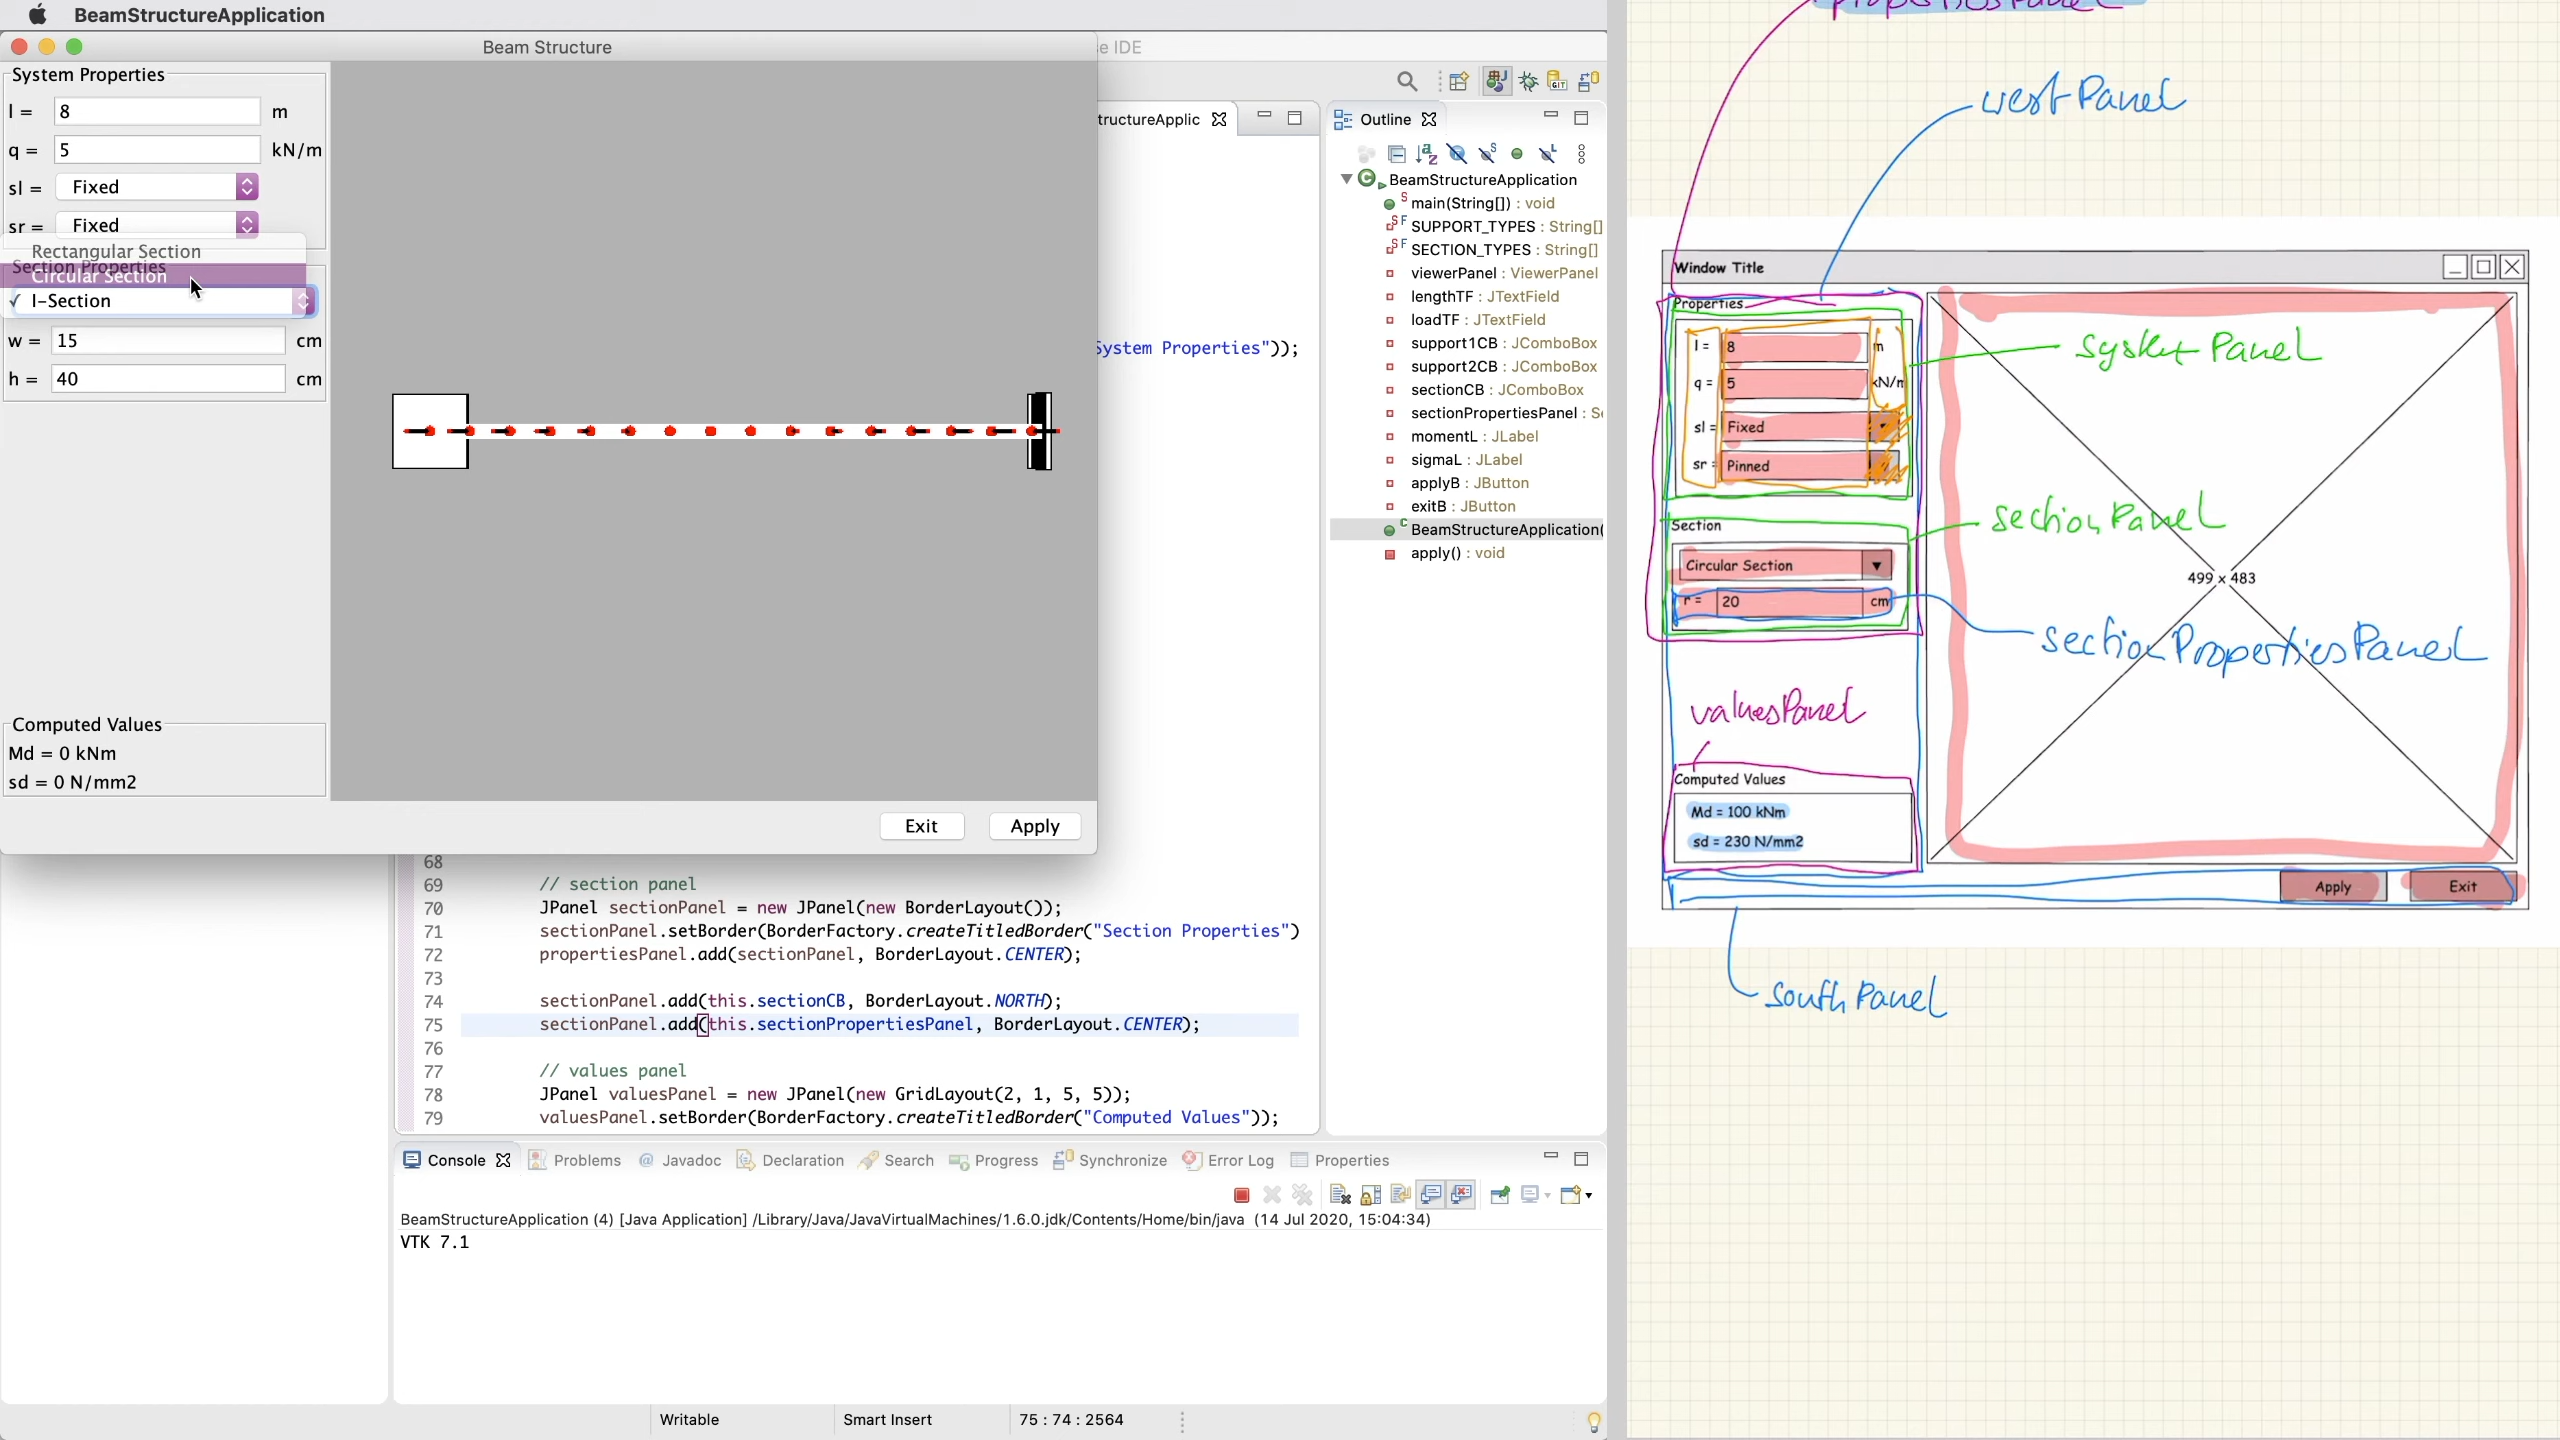 BeamStructureApplication
Beam Structure
e IDE
System Properties
l =
8
m
q =
5
kN/m
sl =
Fixed
sr =
Fixed
Rectangular Section
Section Properties
Circular Section
✓ I-Section
w =
15
cm
h =
40
cm
Computed Values
Md = 0 kNm
sd = 0 N/mm2
Exit
Apply
tructureApplic
System Properties"));
68
69 // section panel
70 JPanel sectionPanel = new JPanel(new BorderLayout());
71 sectionPanel.setBorder(BorderFactory.createTitledBorder("Section Properties")
72 propertiesPanel.add(sectionPanel, BorderLayout.CENTER);
73
74 sectionPanel.add(this.sectionCB, BorderLayout.NORTH);
75 sectionPanel.add(this.sectionPropertiesPanel, BorderLayout.CENTER);
76
77 // values panel
78 JPanel valuesPanel = new JPanel(new GridLayout(2, 1, 5, 5));
79 valuesPanel.setBorder(BorderFactory.createTitledBorder("Computed Values"));
Outline
BeamStructureApplication
main(String[]) : void
SUPPORT_TYPES : String[]
SECTION_TYPES : String[]
viewerPanel : ViewerPanel
lengthTF : JTextField
loadTF : JTextField
support1CB : JComboBox
support2CB : JComboBox
sectionCB : JComboBox
sectionPropertiesPanel : S
momentL : JLabel
sigmaL : JLabel
applyB : JButton
exitB : JButton
BeamStructureApplication(
apply() : void
Console Problems @ Javadoc Declaration Search Progress Synchronize Error Log Properties
BeamStructureApplication (4) [Java Application] /Library/Java/JavaVirtualMachines/1.6.0.jdk/Contents/Home/bin/java (14 Jul 2020, 15:04:34)
VTK 7.1
Writable
Smart Insert
75 : 74 : 2564
propertiesPanel
westPanel
Window Title
Properties
l =
8
m
q =
5
kN/m
sl =
Fixed
sr =
Pinned
Panel
sectionPanel
Section
Circular Section
r =
20
cm
499 x 483
sectionPropertiesPanel
valuesPanel
Computed Values
Md = 100 kNm
sd = 230 N/mm2
Apply
Exit
southPanel